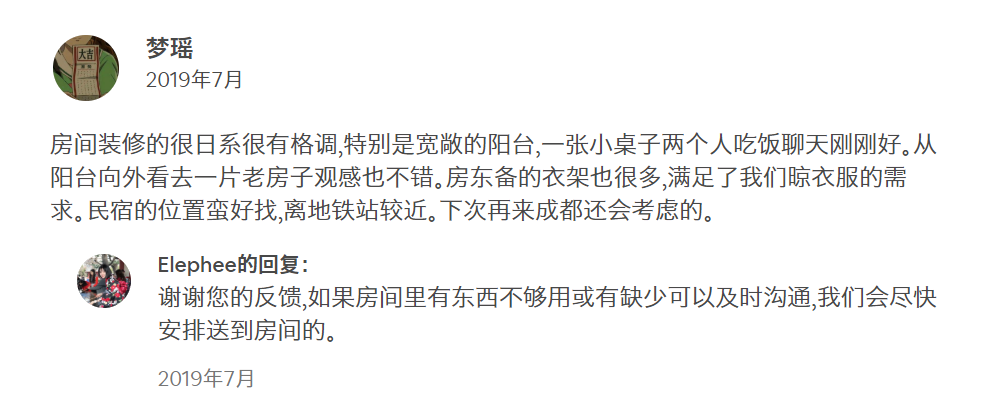 大吉
梦瑶
2019年7月
房间装修的很日系很有格调,特别是宽敞的阳台,一张小桌子两个人吃饭聊天刚刚好。从
阳台向外看去一片老房子观感也不错。房东备的衣架也很多,满足了我们晾衣服的需
求。民宿的位置蛮好找,离地铁站较近。下次再来成都还会考虑的。
Elephee的回复:
谢谢您的反馈,如果房间里有东西不够用或有缺少可以及时沟通,我们会尽快
安排送到房间的。
2019年7月